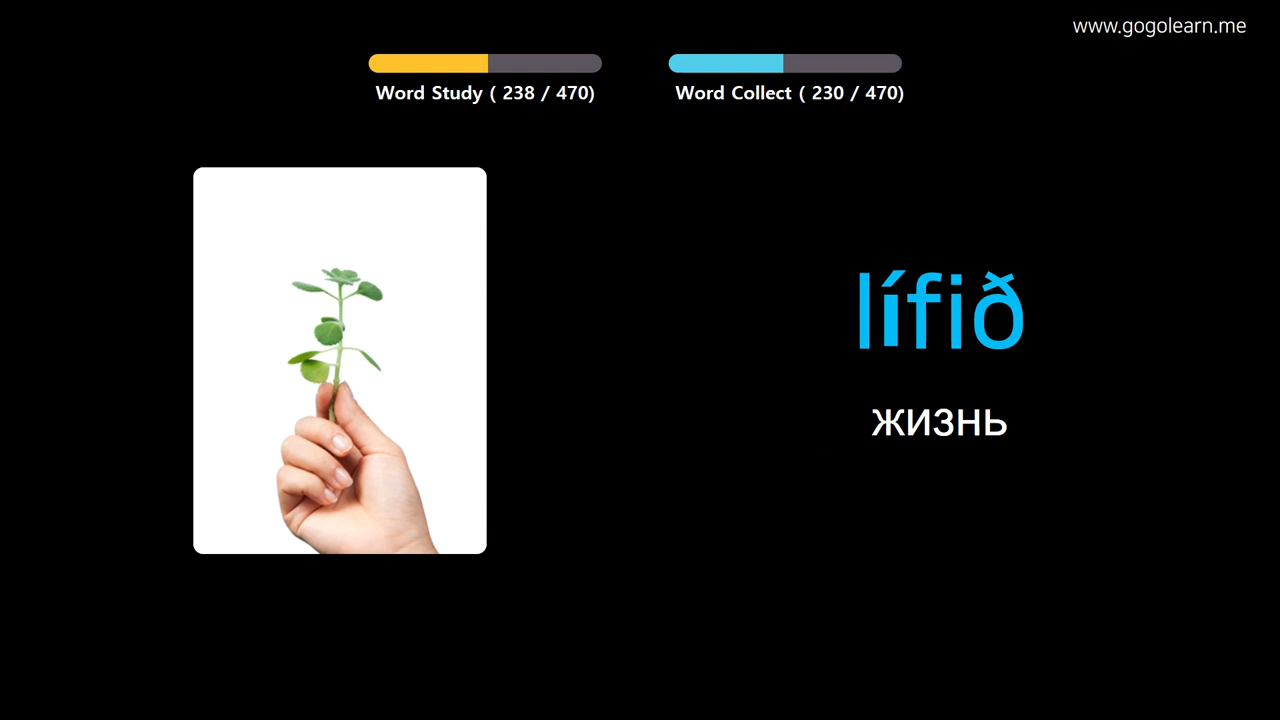 www.gogolearn.me
Word Study ( 238 / 470)
Word Collect ( 230 / 470)
lífið
жизнь